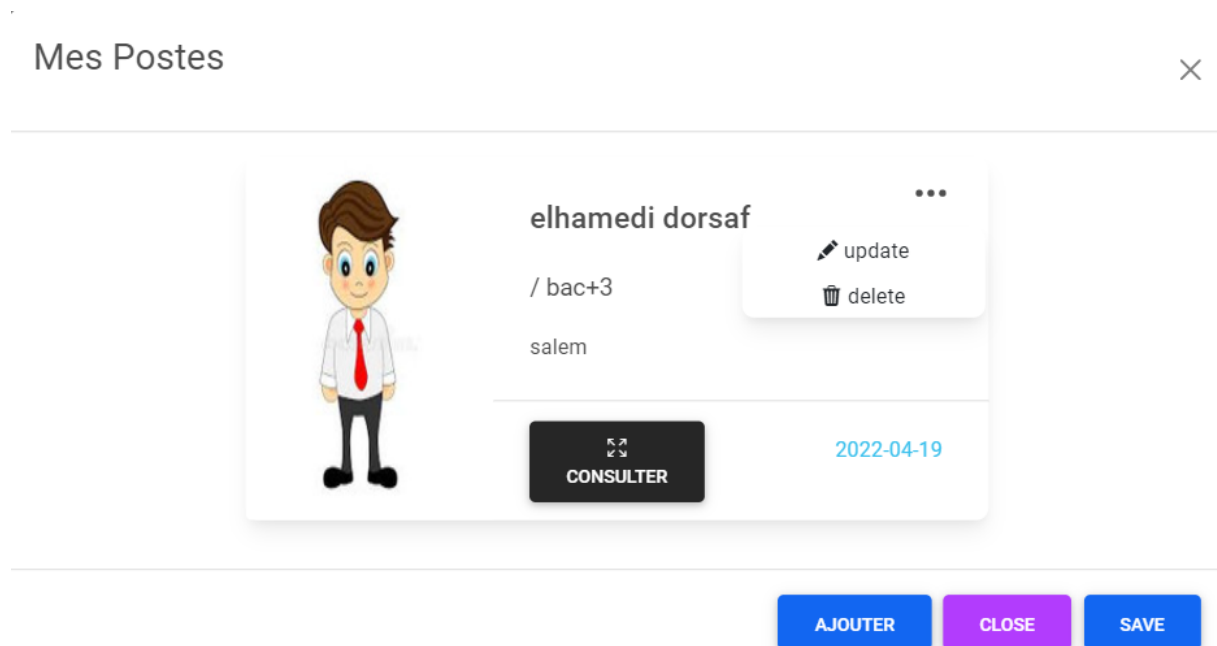 Mes Postes
elhamedi dorsaf
update
/ bac+3
delete
salem
CONSULTER
2022-04-19
AJOUTER
CLOSE
SAVE